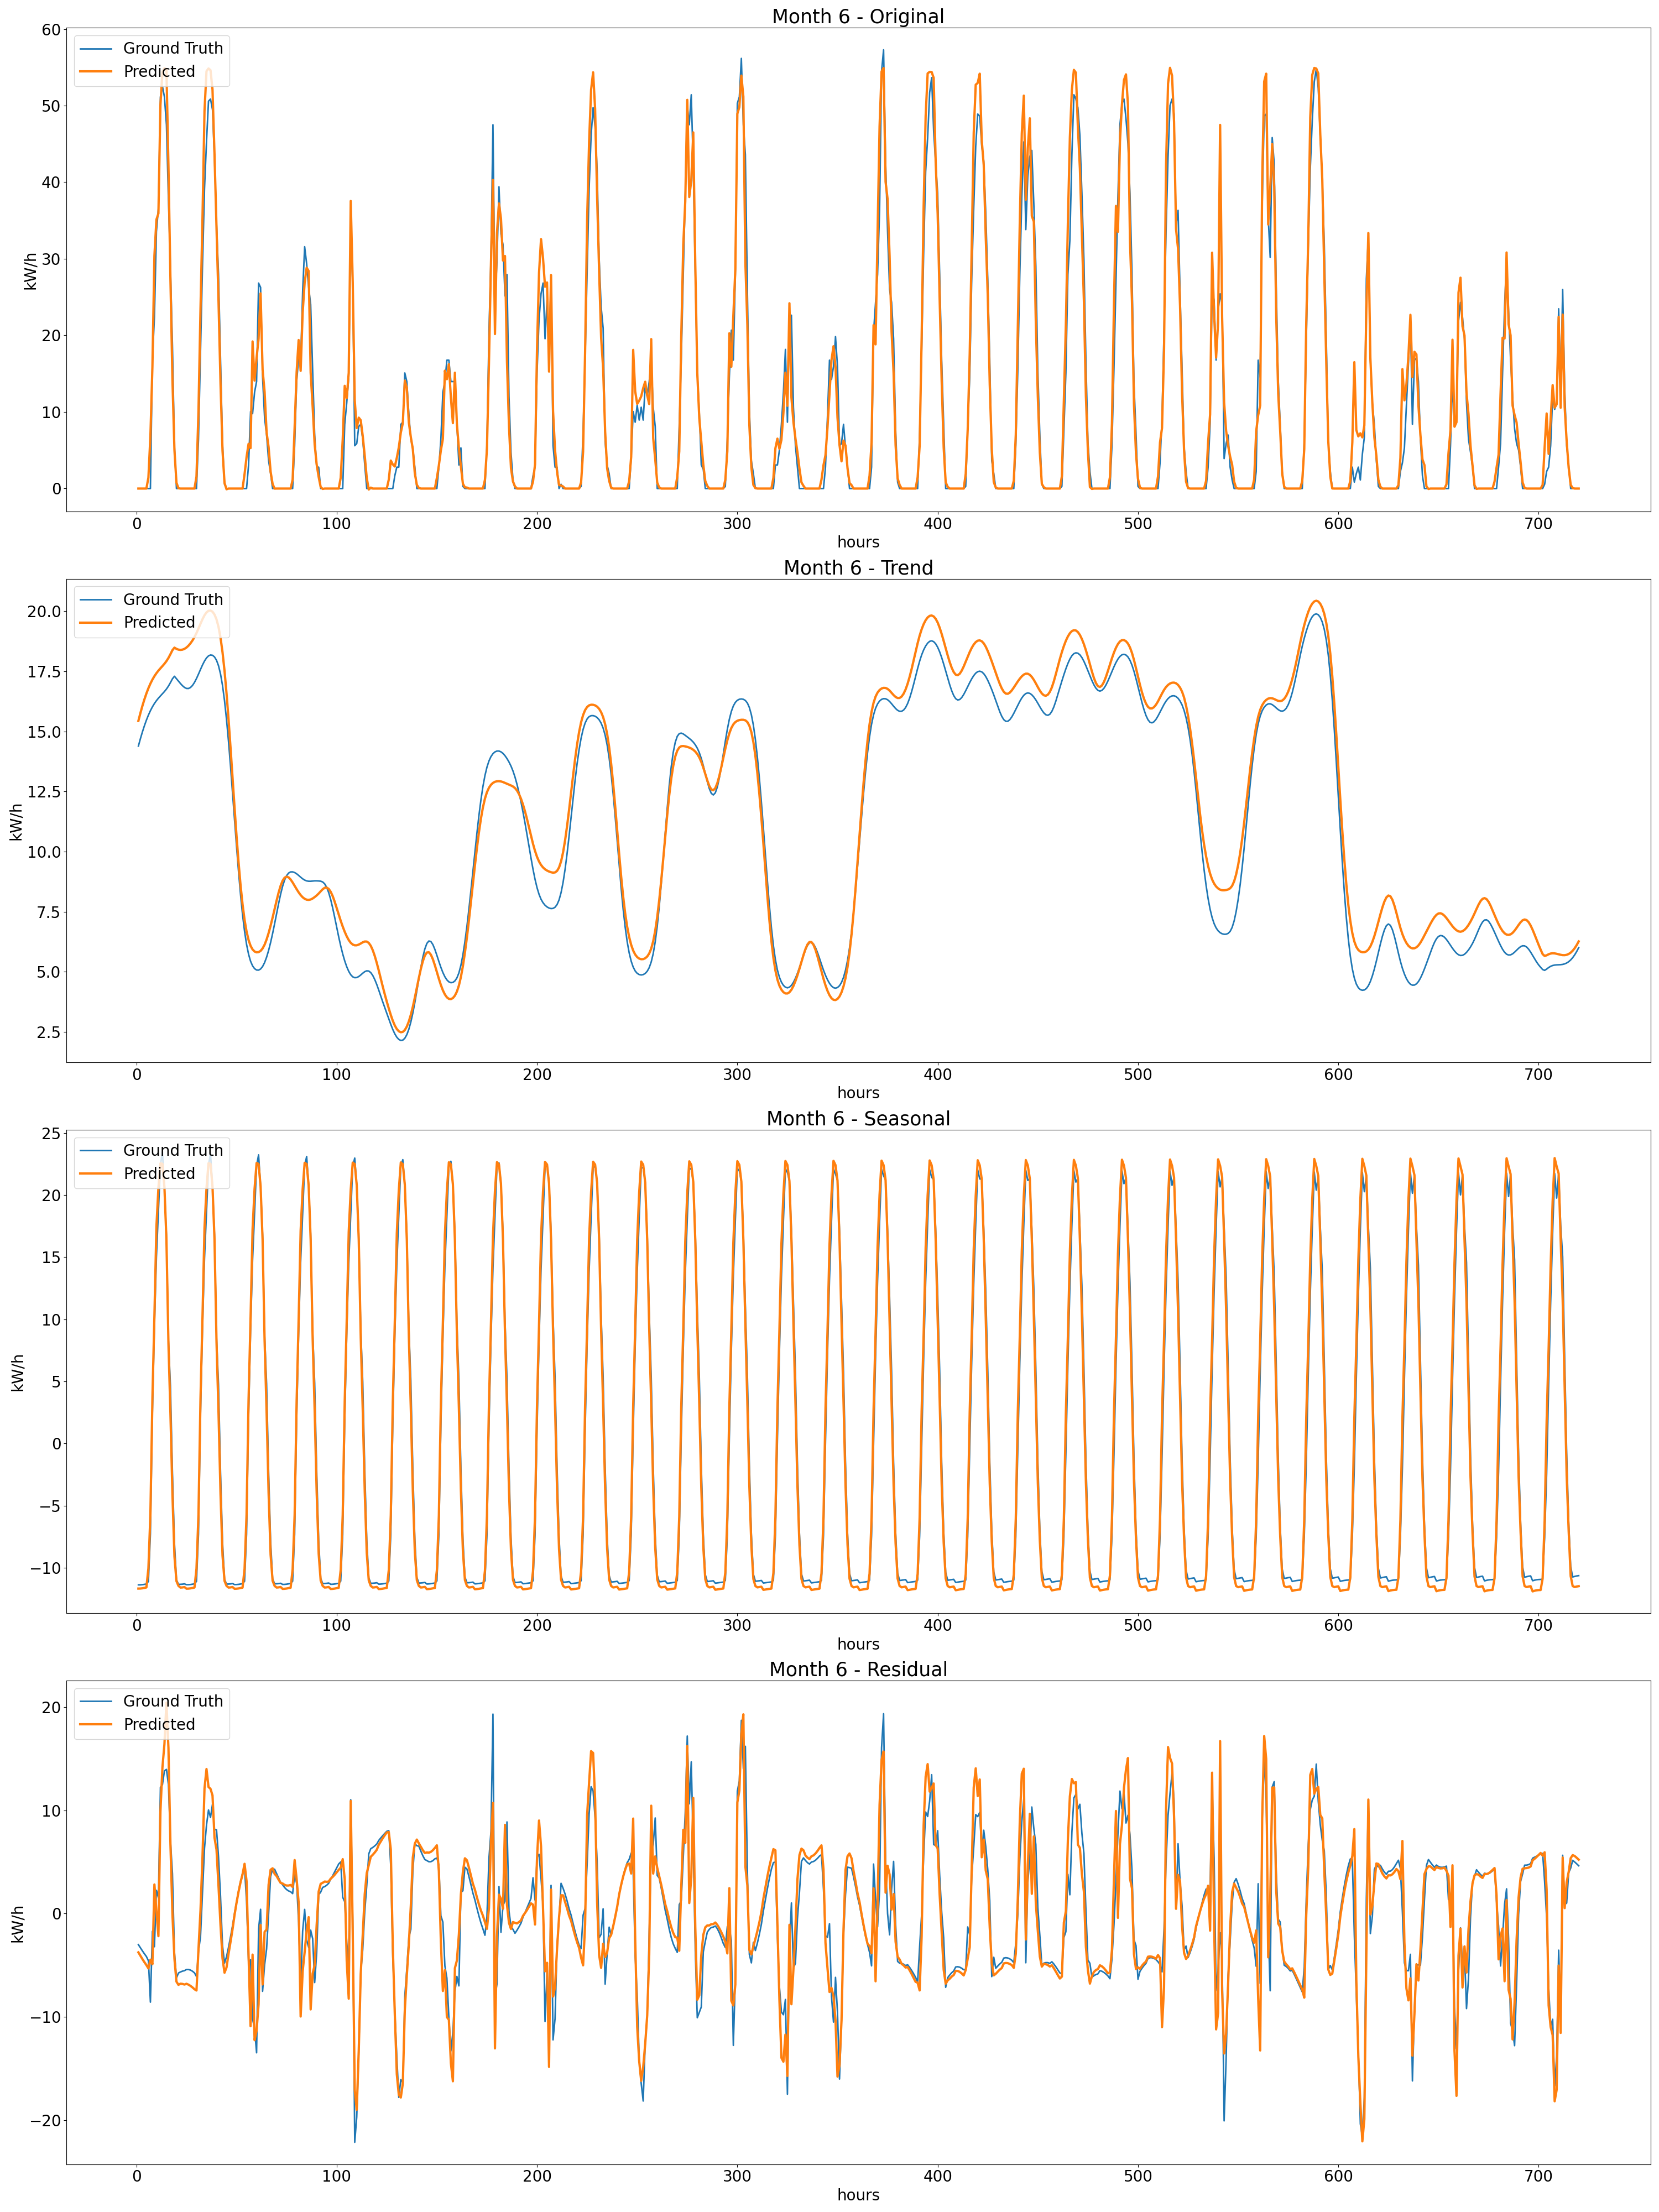 Month 6 - Original
Ground Truth
Predicted
60
50
40
30
20
10
0
kW/h
0 100 200 300 400 500 600 700
hours
Month 6 - Trend
Ground Truth
Predicted
20.0
17.5
15.0
12.5
10.0
7.5
5.0
2.5
kW/h
0 100 200 300 400 500 600 700
hours
Month 6 - Seasonal
Ground Truth
Predicted
25
20
15
10
5
0
−5
−10
kW/h
0 100 200 300 400 500 600 700
hours
Month 6 - Residual
Ground Truth
Predicted
20
10
0
−10
−20
kW/h
0 100 200 300 400 500 600 700
hours